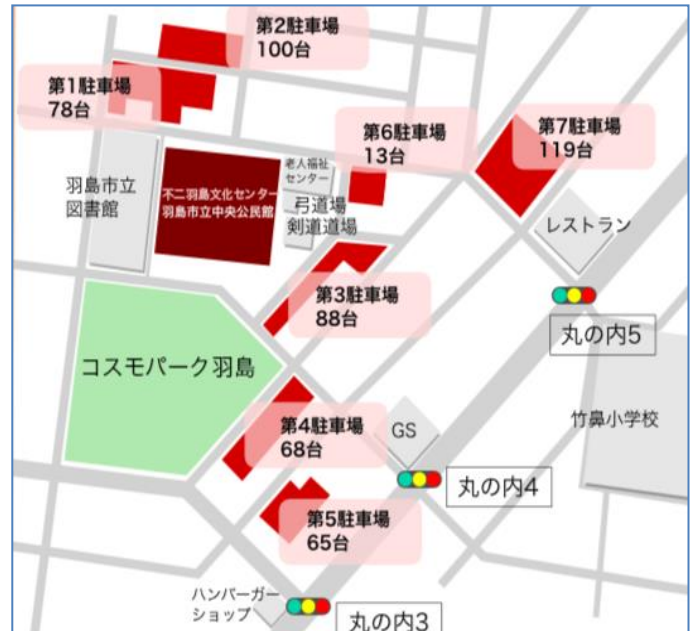 第2駐車場
100台
第1駐車場
78台
第6駐車場
13台
第7駐車場
119台
羽島市立
図書館
不二羽島文化センター
羽島市立中央公民館
老人福祉
センター
弓道場
剣道道場
レストラン
第3駐車場
88台
丸の内5
コスモパーク羽島
竹鼻小学校
第4駐車場
68台
GS
丸の内4
第5駐車場
65台
ハンバーガー
ショップ
丸の内3